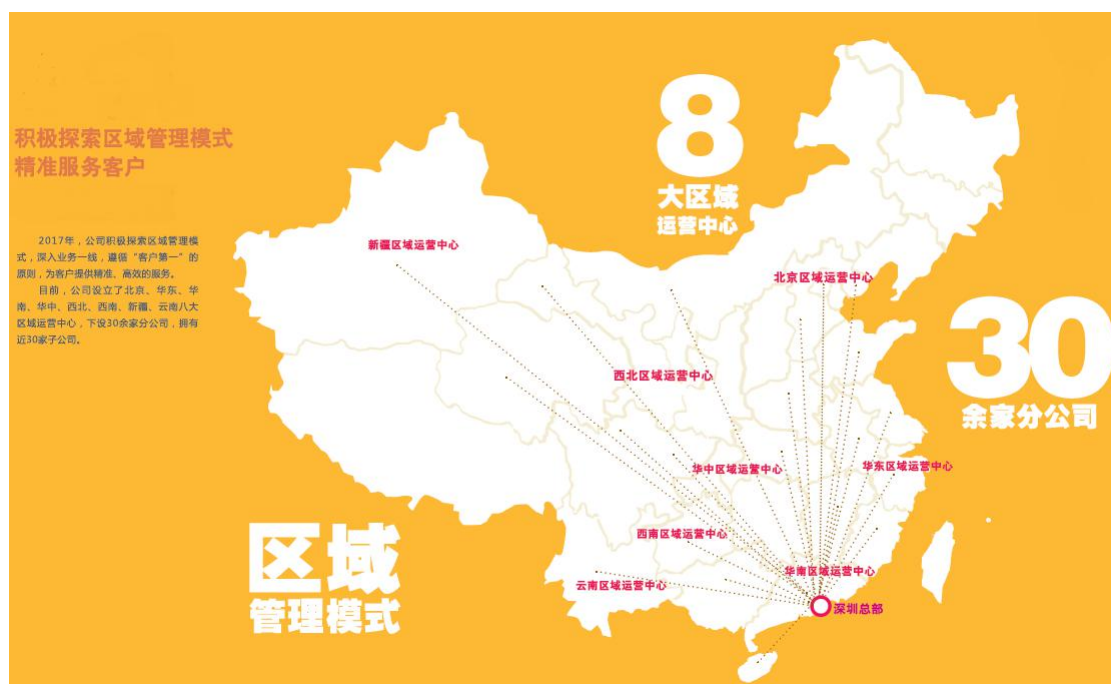 积极探索区域管理模式
精准服务客户
2017年，公司积极探索区域管理模
式，深入业务一线，遵循“客户第一”的
原则，为客户提供精准、高效的服务。
目前，公司设立了北京、华东、华
南、华中、西北、西南、新疆、云南八大
区域运营中心，下设30余家分公司，拥有
近30家子公司。
8
大区域
运营中心
新疆区域运营中心
北京区域运营中心
30
余家分公司
西北区域运营中心
华中区域运营中心
华东区域运营中心
西南区域运营中心
华南区域运营中心
云南区域运营中心
深圳总部
区域
管理模式